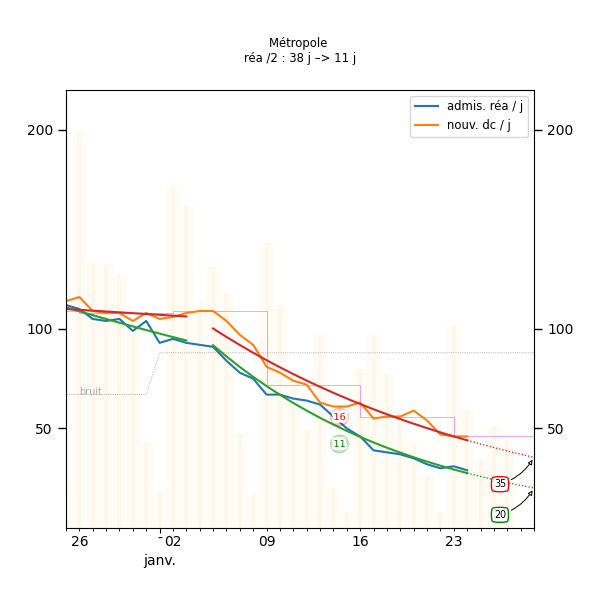 Métropole
réa /2 : 38 j –> 11 j
admis. réa / j
nouv. dc / j
200
200
100
100
bruit
50
50
16
11
35
20
26
02
09
16
23
janv.